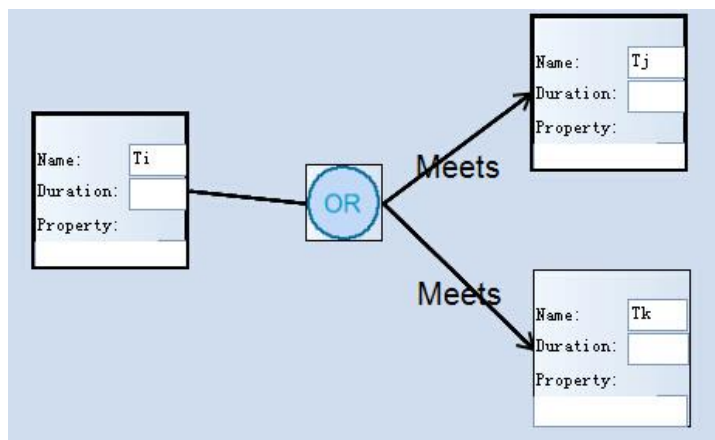 Name: Tj
Duration:
Property:
Meets
Name: Ti
Duration:
Property:
OR
Meets
Name: Tk
Duration:
Property: